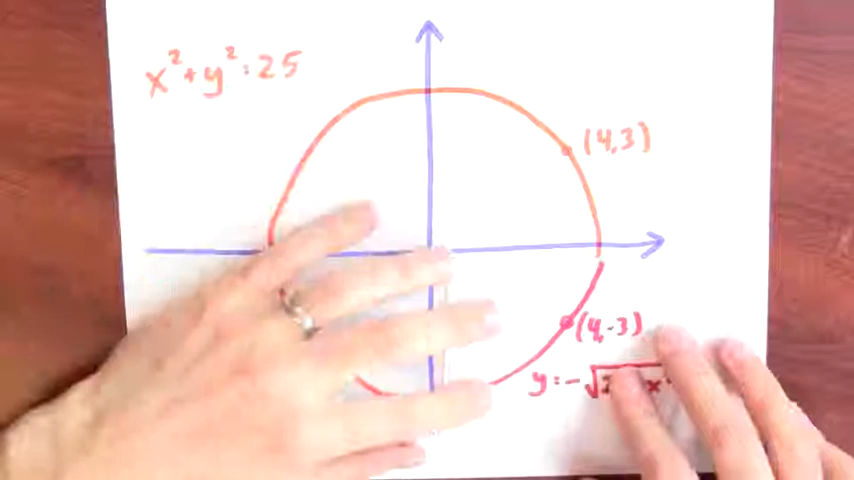 x²+y²=25
(4,3)
(4,-3)
y=-√